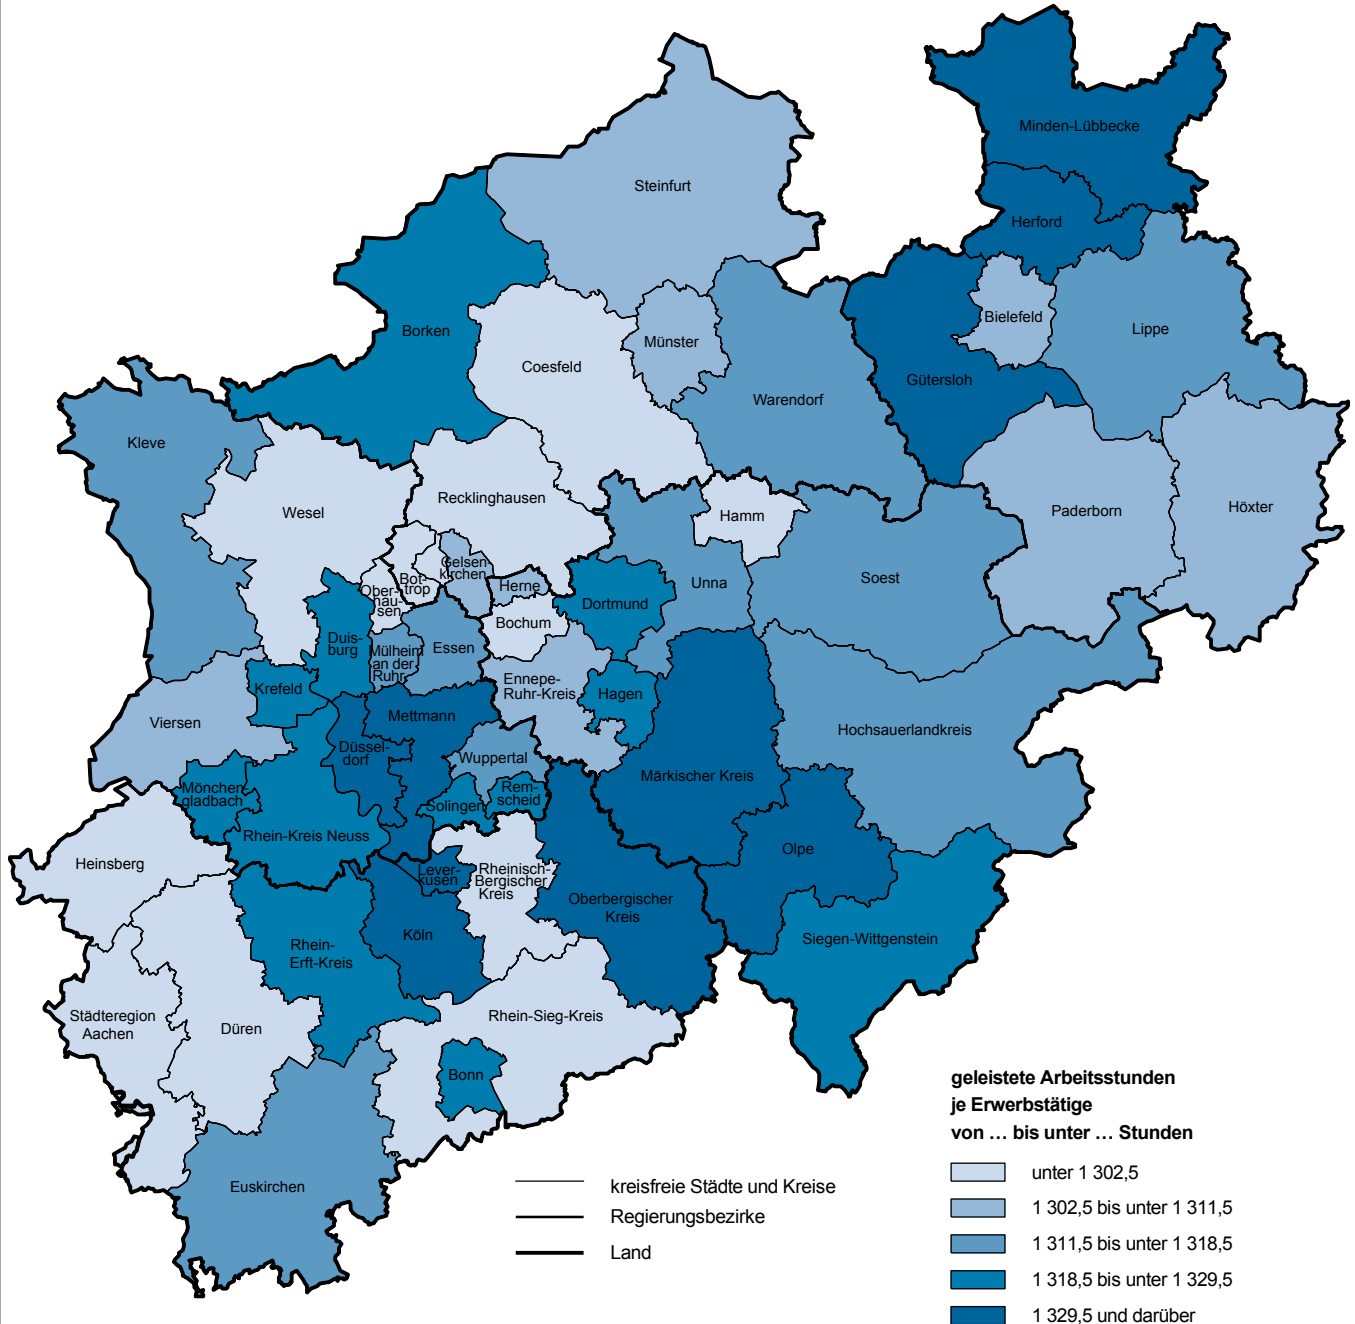 Minden-Lübbecke
Steinfurt
Herford
Bielefeld
Lippe
Borken
Münster
Coesfeld
Gütersloh
Warendorf
Kleve
Recklinghausen
Wesel
Hamm
Paderborn
Höxter
Gelsen-
kirchen
Bot-
trop
Ober-
hau-
sen
Herne
Unna
Soest
Dortmund
Bochum
Duis-
burg
Mülheim
an der
Ruhr
Essen
Ennepe-
Ruhr-Kreis
Hagen
Krefeld
Viersen
Mettmann
Düssel-
dorf
Wuppertal
Hochsauerlandkreis
Märkischer Kreis
Mönchen-
gladbach
Solingen
Rem-
scheid
Rhein-Kreis Neuss
Olpe
Heinsberg
Lever-
kusen
Rheinisch-
Bergischer
Kreis
Oberbergischer
Kreis
Köln
Rhein-
Erft-Kreis
Siegen-Wittgenstein
Städteregion
Aachen
Düren
Rhein-Sieg-Kreis
Bonn
Euskirchen
kreisfreie Städte und Kreise
Regierungsbezirke
Land
geleistete Arbeitsstunden
je Erwerbstätige
von ... bis unter ... Stunden
unter 1 302,5
1 302,5 bis unter 1 311,5
1 311,5 bis unter 1 318,5
1 318,5 bis unter 1 329,5
1 329,5 und darüber